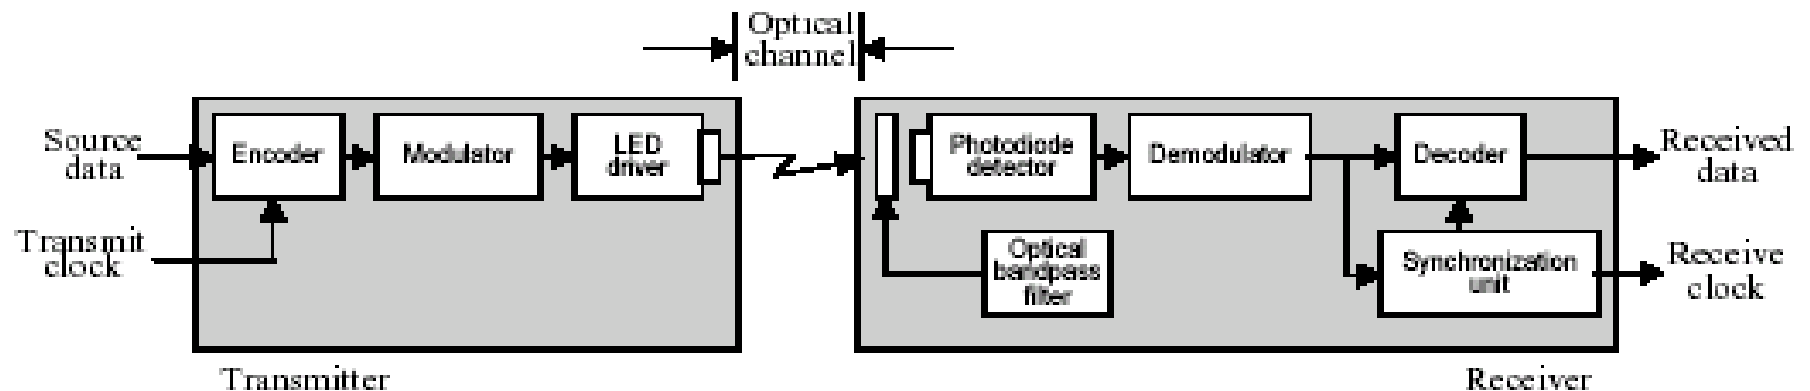 Optical
channel
Source
data
Encoder
Modulator
LED
driver
Photodiode
detector
Demodulator
Decoder
Received
data
Transmit
clock
Optical
bandpass
filter
Synchronization
unit
Receive
clock
Transmitter
Receiver